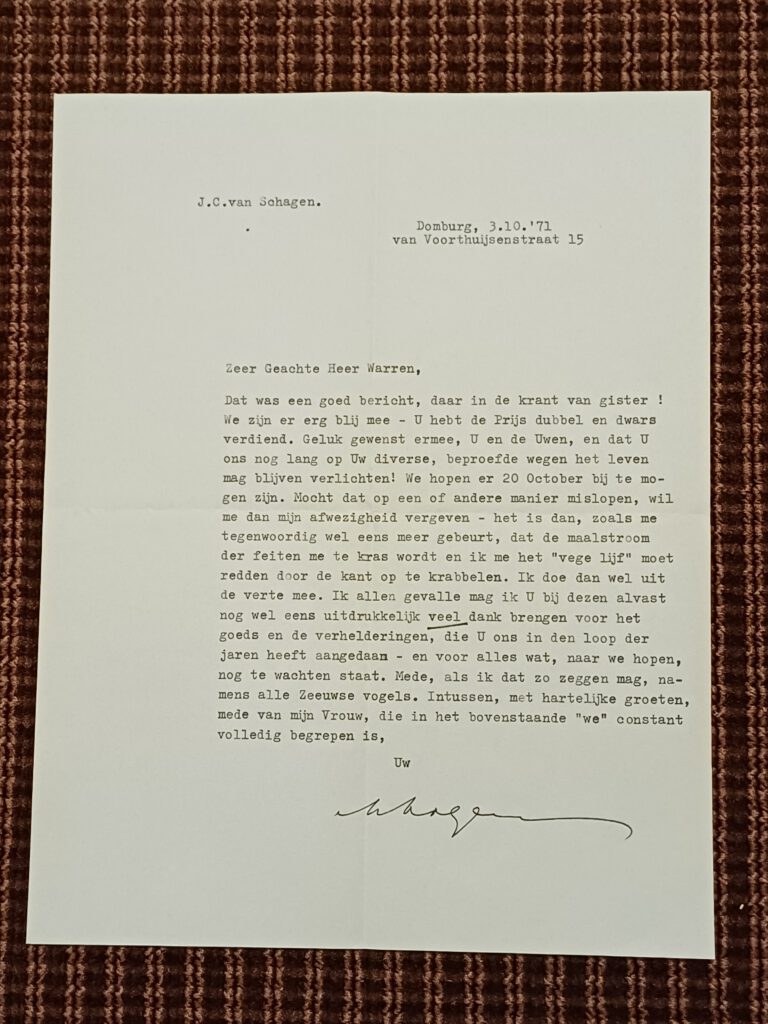 J.C.van Schagen.
Domburg, 3.10.'71
van Voorthuijsenstraat 15
Zeer Geachte Heer Warren,
Dat was een goed bericht, daar in de krant van gister !
We zijn er erg blij mee - U hebt de Prijs dubbel en dwars
verdiend. Geluk gewenst ermee, U en de Uwen, en dat U
ons nog lang op Uw diverse, beproefde wegen het leven
mag blijven verlichten! We hopen er 20 October bij te mo-
gen zijn. Mocht dat op een of andere manier mislopen, wil
me dan mijn afwezigheid vergeven - het is dan, zoals me
tegenwoordig wel eens meer gebeurt, dat de maalstroom
der feiten me te kras wordt en ik me het "vege lijf" moet
redden door de kant op te krabbelen. Ik doe dan wel uit
de verte mee. Ik allen gevalle mag ik U bij dezen alvast
nog wel eens uitdrukkelijk veel dank brengen voor het
goeds en de verhelderingen, die U ons in den loop der
jaren heeft aangedaan - en voor alles wat, naar we hopen,
nog te wachten staat. Mede, als ik dat zo zeggen mag, na-
mens alle Zeeuwse vogels. Intussen, met hartelijke groeten,
mede van mijn Vrouw, die in het bovenstaande "we" constant
volledig begrepen is,
Uw